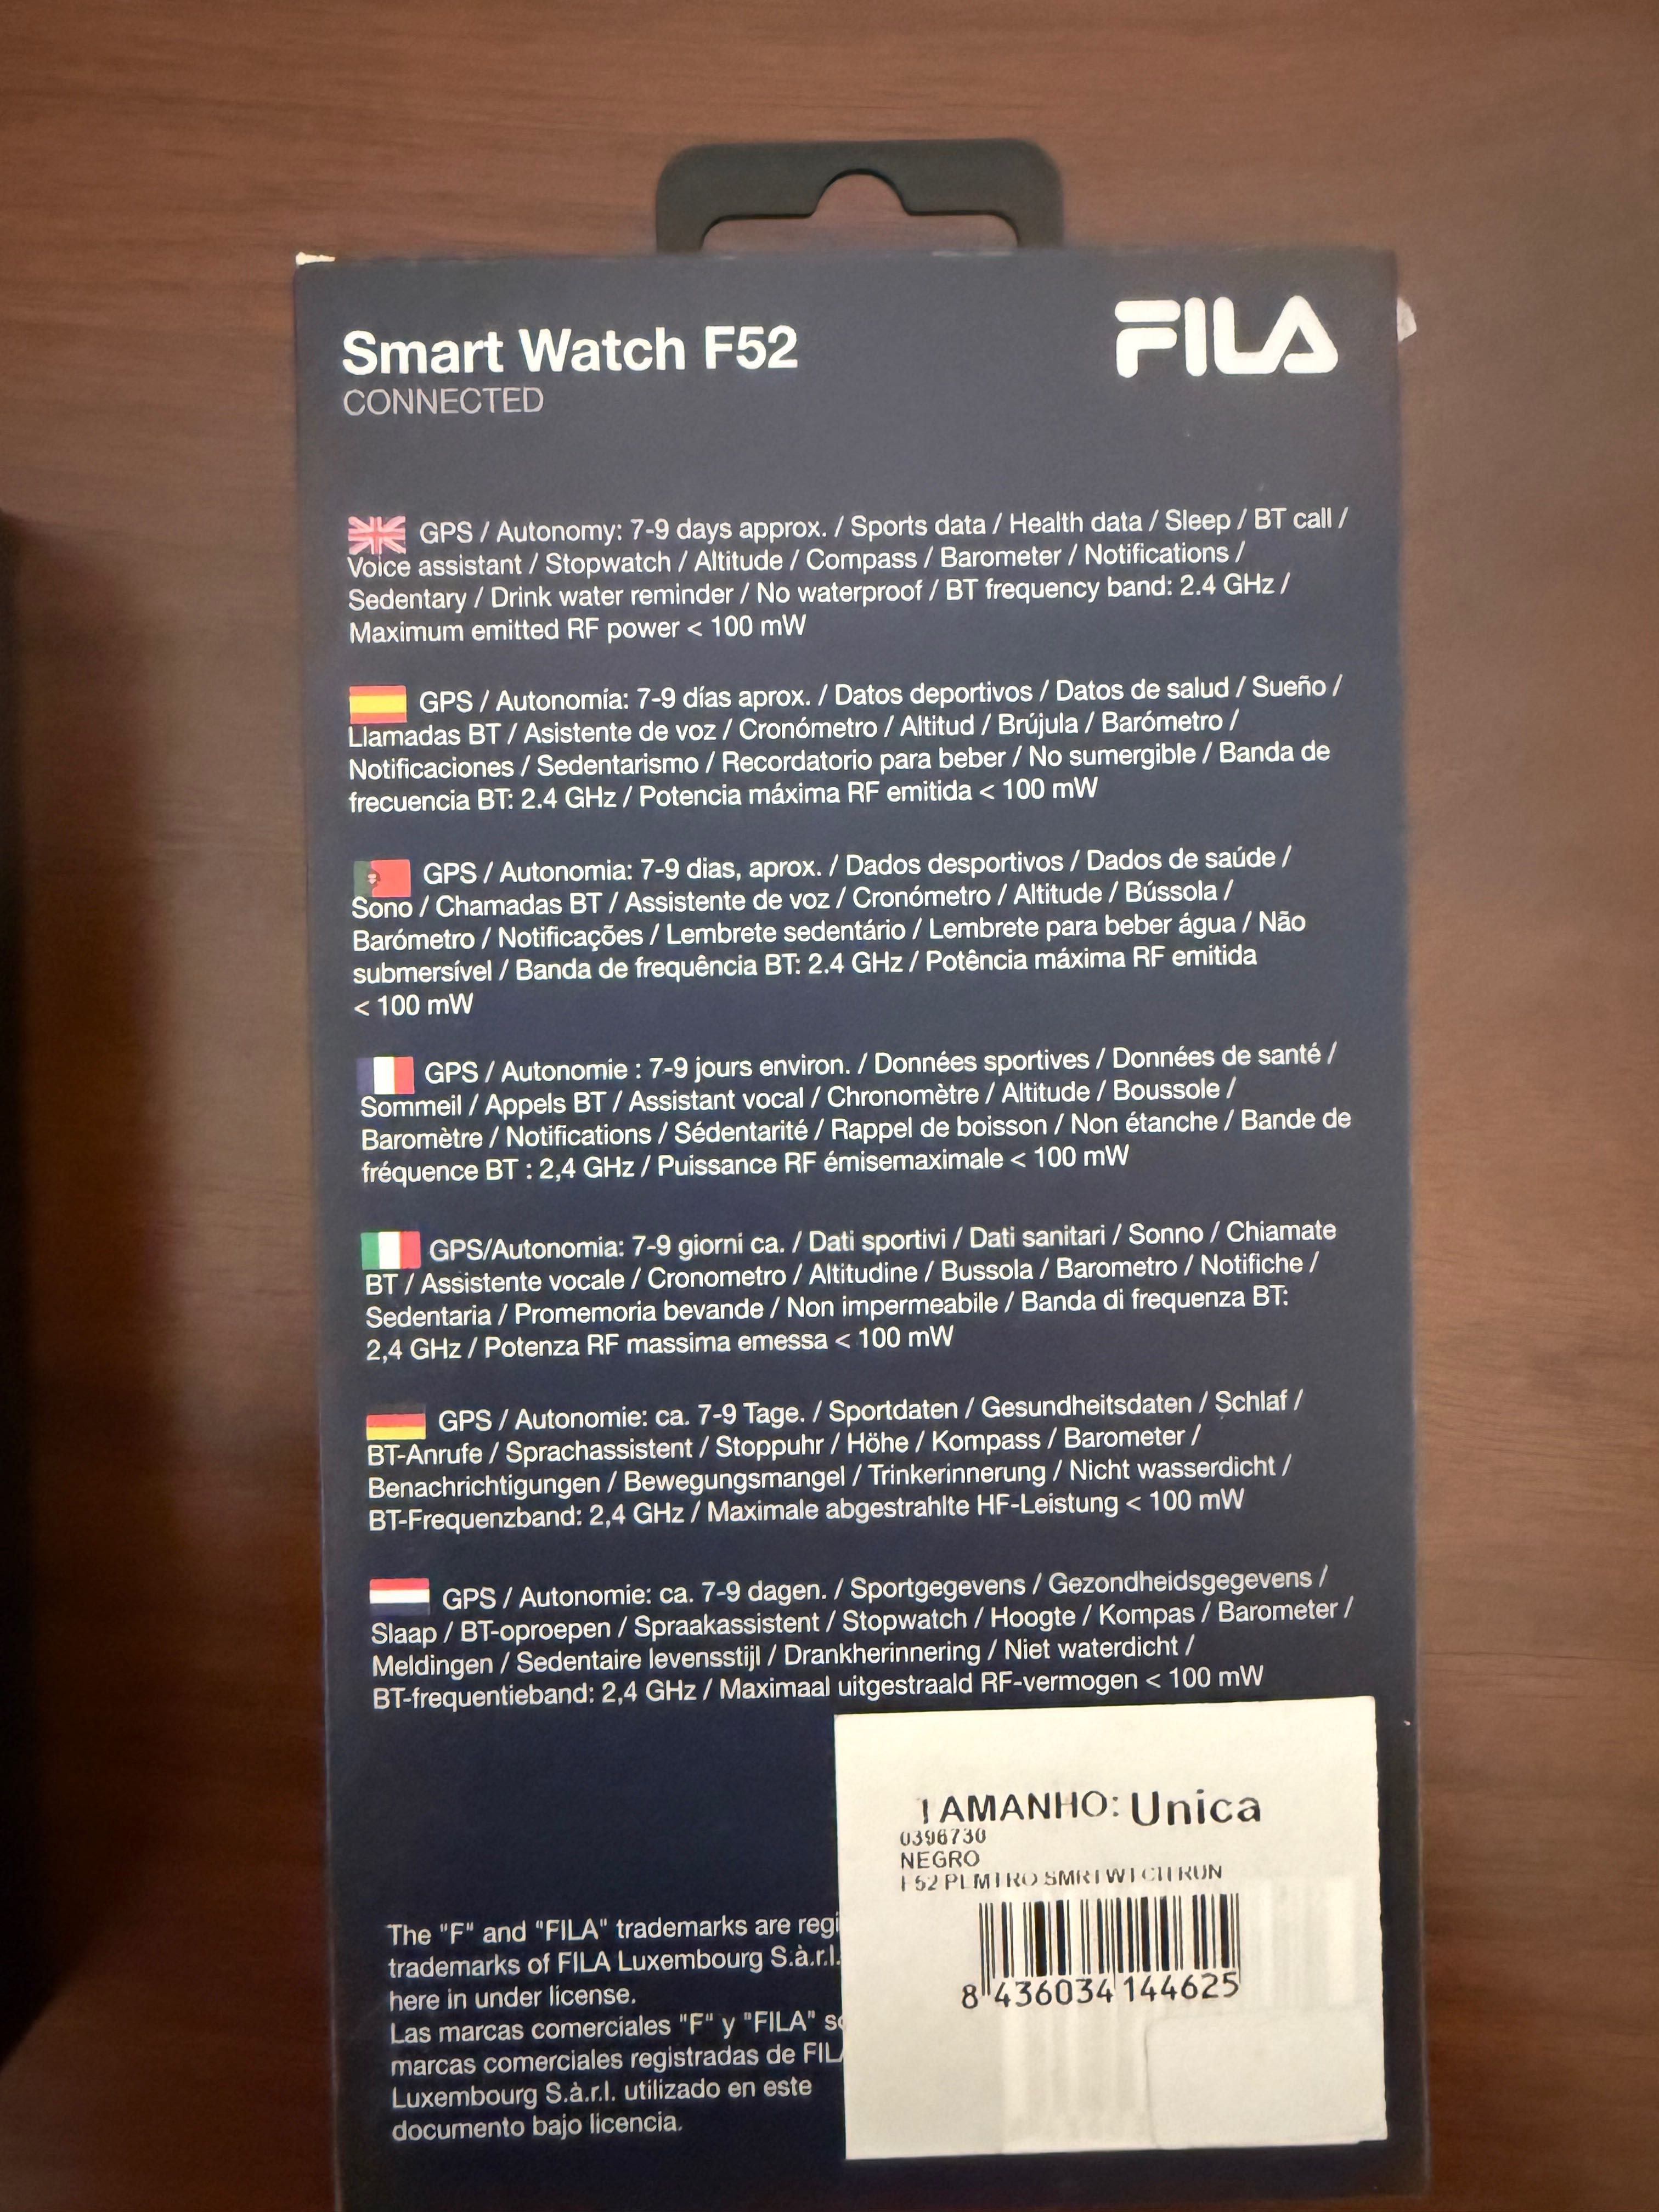 Smart Watch F52
FILA
CONNECTED
GPS / Autonomy: 7-9 days approx. / Sports data / Health data / Sleep / BT call /
Voice assistant / Stopwatch / Altitude / Compass / Barometer / Notifications /
Sedentary / Drink water reminder / No waterproof / BT frequency band: 2.4 GHz /
Maximum emitted RF power < 100 mW
GPS / Autonomía: 7-9 días aprox. / Datos deportivos / Datos de salud / Sueño /
Llamadas BT / Asistente de voz / Cronómetro / Altitud / Brújula / Barómetro /
Notificaciones / Sedentarismo / Recordatorio para beber / No sumergible / Banda de
frecuencia BT: 2.4 GHz / Potencia máxima RF emitida < 100 mW
GPS / Autonomia: 7-9 dias, aprox. / Dados desportivos / Dados de saúde /
Sono / Chamadas BT / Assistente de voz / Cronómetro / Altitude / Bússola /
Barómetro / Notificações / Lembrete sedentário / Lembrete para beber água / Não
submersível / Banda de frequência BT: 2.4 GHz / Potência máxima RF emitida
< 100 mW
GPS / Autonomie : 7-9 jours environ. / Données sportives / Données de santé /
Sommeil / Appels BT / Assistant vocal / Chronomètre / Altitude / Boussole /
Baromètre / Notifications / Sédentarité / Rappel de boisson / Non étanche / Bande de
fréquence BT : 2,4 GHz / Puissance RF émisemaximale < 100 mW
GPS/Autonomia: 7-9 giorni ca. / Dati sportivi / Dati sanitari / Sonno / Chiamate
BT / Assistente vocale / Cronometro / Altitudine / Bussola / Barometro / Notifiche /
Sedentaria / Promemoria bevande / Non impermeabile / Banda di frequenza BT:
2,4 GHz / Potenza RF massima emessa < 100 mW
GPS / Autonomie: ca. 7-9 Tage. / Sportdaten / Gesundheitsdaten / Schlaf /
BT-Anrufe / Sprachassistent / Stoppuhr / Höhe / Kompass / Barometer /
Benachrichtigungen / Bewegungsmangel / Trinkerinnerung / Nicht wasserdicht /
BT-Frequenzband: 2,4 GHz / Maximale abgestrahlte HF-Leistung < 100 mW
GPS / Autonomie: ca. 7-9 dagen. / Sportgegevens / Gezondheidsgegevens /
Slaap / BT-oproepen / Spraakassistent / Stopwatch / Hoogte / Kompas / Barometer /
Meldingen / Sedentaire levensstijl / Drankherinnering / Niet waterdicht /
BT-frequentieband: 2,4 GHz / Maximaal uitgestraald RF-vermogen < 100 mW
TAMANHO: Unica
0396730
NEGRO
F52 PLMTRO SMRTWTCH RUN
8 436034 144625
The "F" and "FILA" trademarks are regi
trademarks of FILA Luxembourg S.à.r.l.
here in under license.
Las marcas comerciales "F" y "FILA" so
marcas comerciales registradas de FILA
Luxembourg S.à.r.l. utilizado en este
documento bajo licencia.